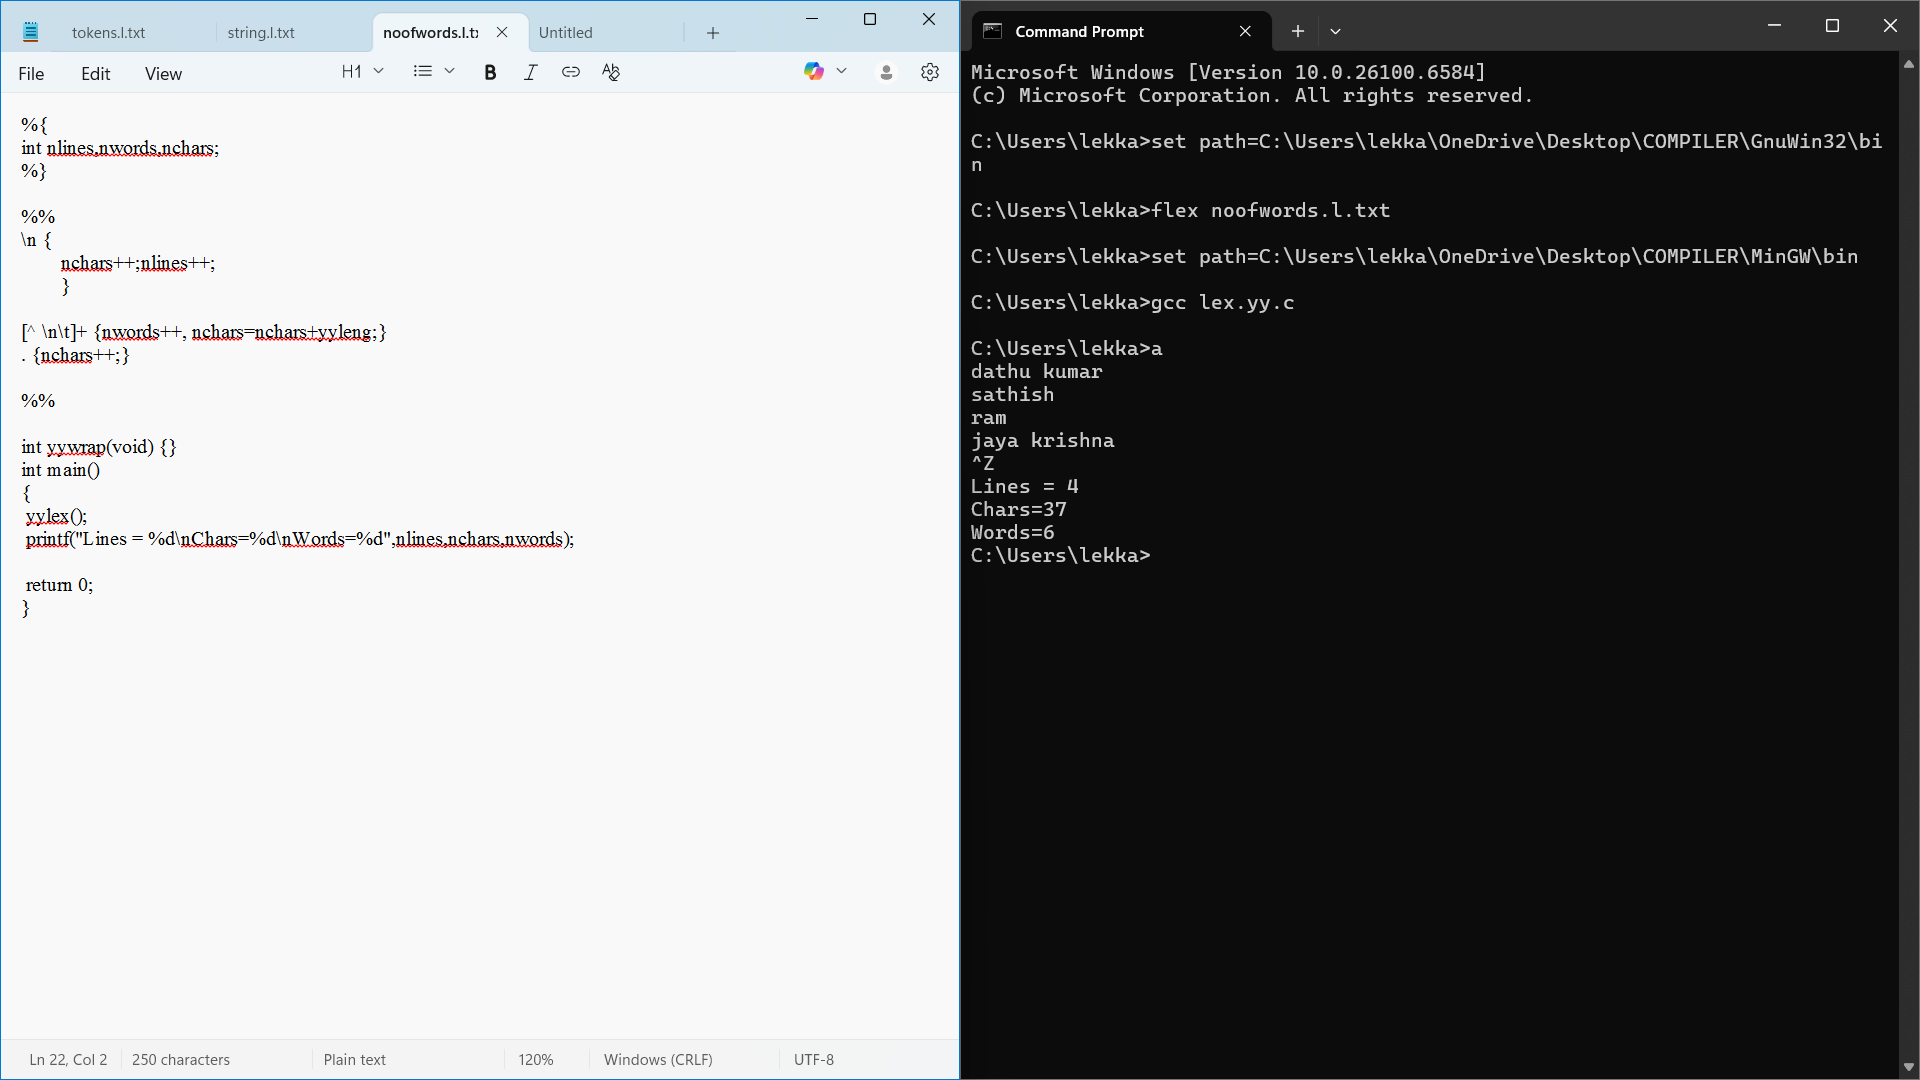 tokens.l.txt
string.l.txt
noofwords.l.tx
Untitled
File
Edit
View
H1
%{
int nlines,nwords,nchars;
%}
%%
\n {
nchars++;nlines++;
}
[^ \n\t]+ {nwords++, nchars=nchars+yyleng;}
. {nchars++;}
%%
int yywrap(void) {}
int main()
{
yylex();
printf("Lines = %d\nChars=%d\nWords=%d",nlines,nchars,nwords);
return 0;
}
Ln 22, Col 2
250 characters
Plain text
120%
Windows (CRLF)
UTF-8
Command Prompt
Microsoft Windows [Version 10.0.26100.6584]
(c) Microsoft Corporation. All rights reserved.
C:\Users\lekka>set path=C:\Users\lekka\OneDrive\Desktop\COMPILER\GnuWin32\bi
n
C:\Users\lekka>flex noofwords.l.txt
C:\Users\lekka>set path=C:\Users\lekka\OneDrive\Desktop\COMPILER\MinGW\bin
C:\Users\lekka>gcc lex.yy.c
C:\Users\lekka>a
dathu kumar
sathish
ram
jaya krishna
^Z
Lines = 4
Chars=37
Words=6
C:\Users\lekka>